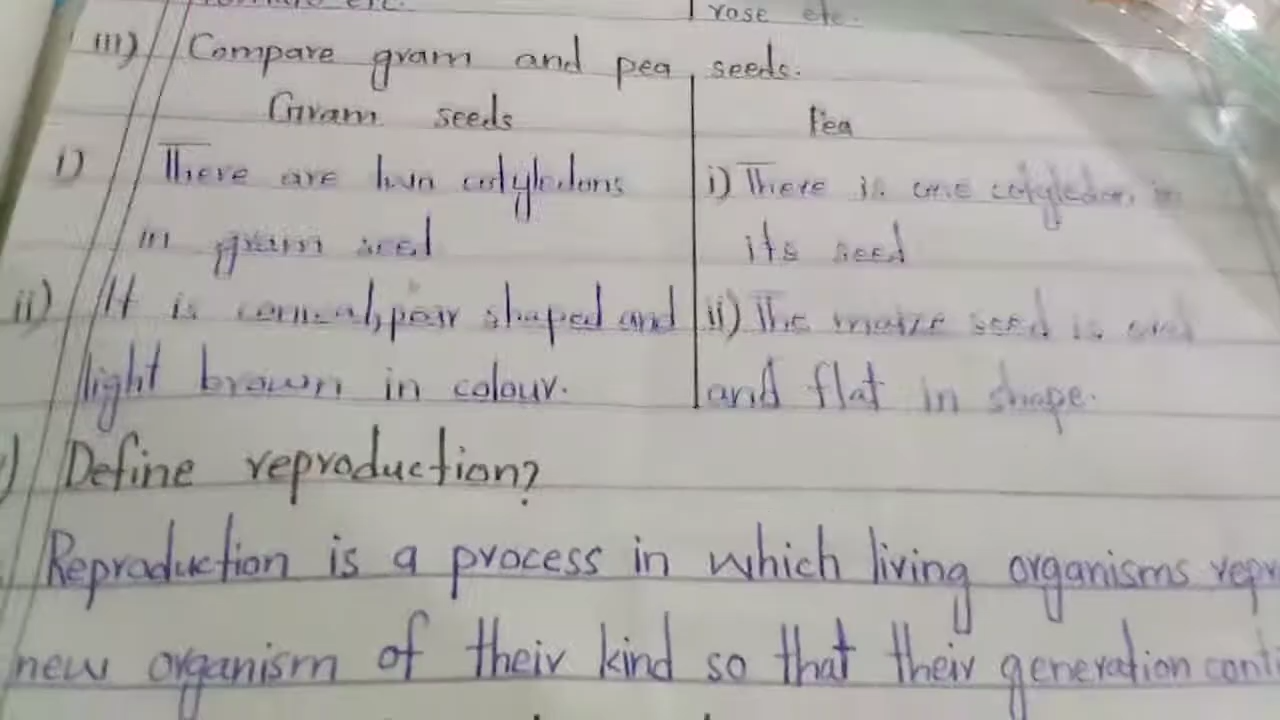 rose etc.
iii) Compare gram and pea seeds.
Gram seeds
Pea
i) There are two cotyledons
in gram seed
ii) It is conical, pear shaped and
light brown in colour.
i) There is one cotyledon in
its seed
ii) The maize seed is oval
and flat in shape.
) Define reproduction?
Reproduction is a process in which living organisms repr
new organism of their kind so that their generation conti